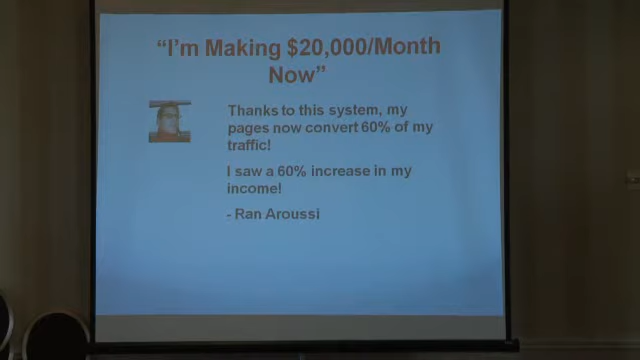 “I’m Making $20,000/Month
Now”
Thanks to this system, my
pages now convert 60% of my
traffic!
I saw a 60% increase in my
income!
- Ran Aroussi